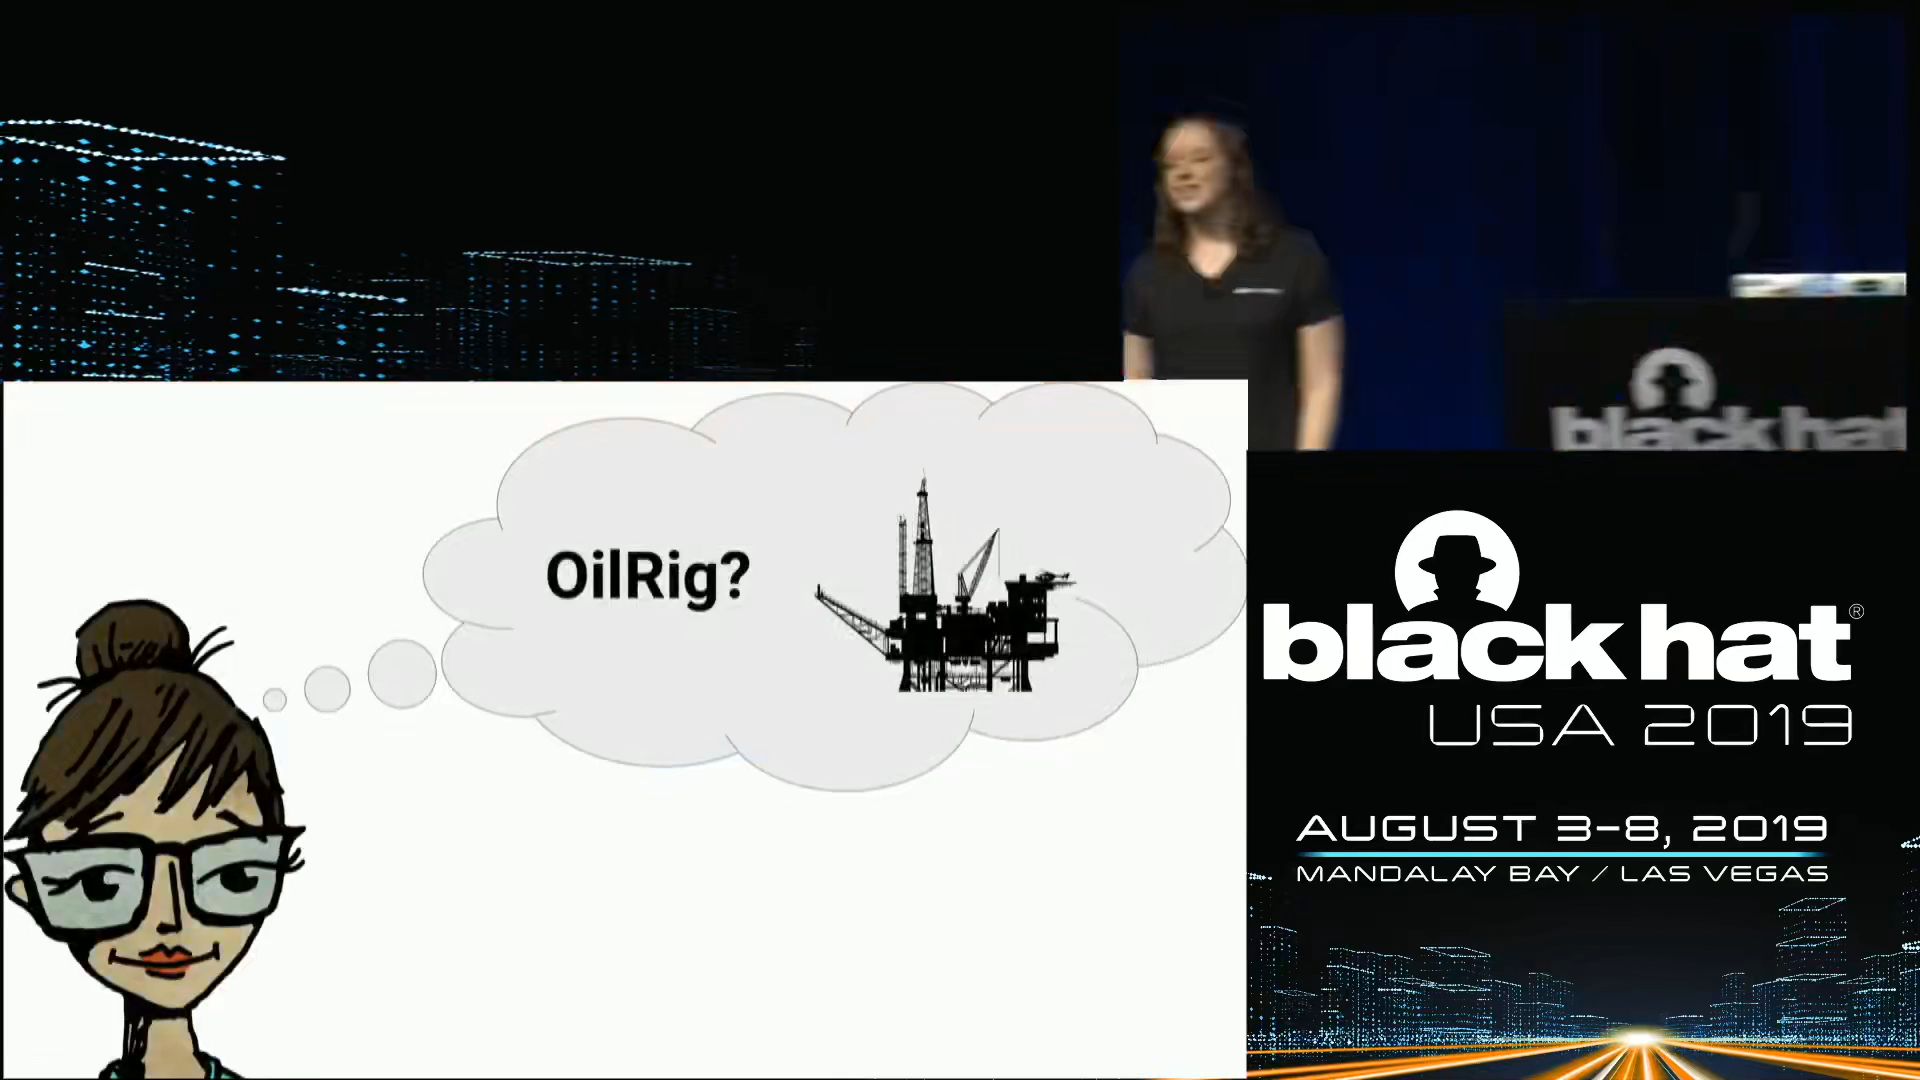 OilRig?
black hat
black hat®
USA 2019
AUGUST 3-8, 2019
MANDALAY BAY / LAS VEGAS